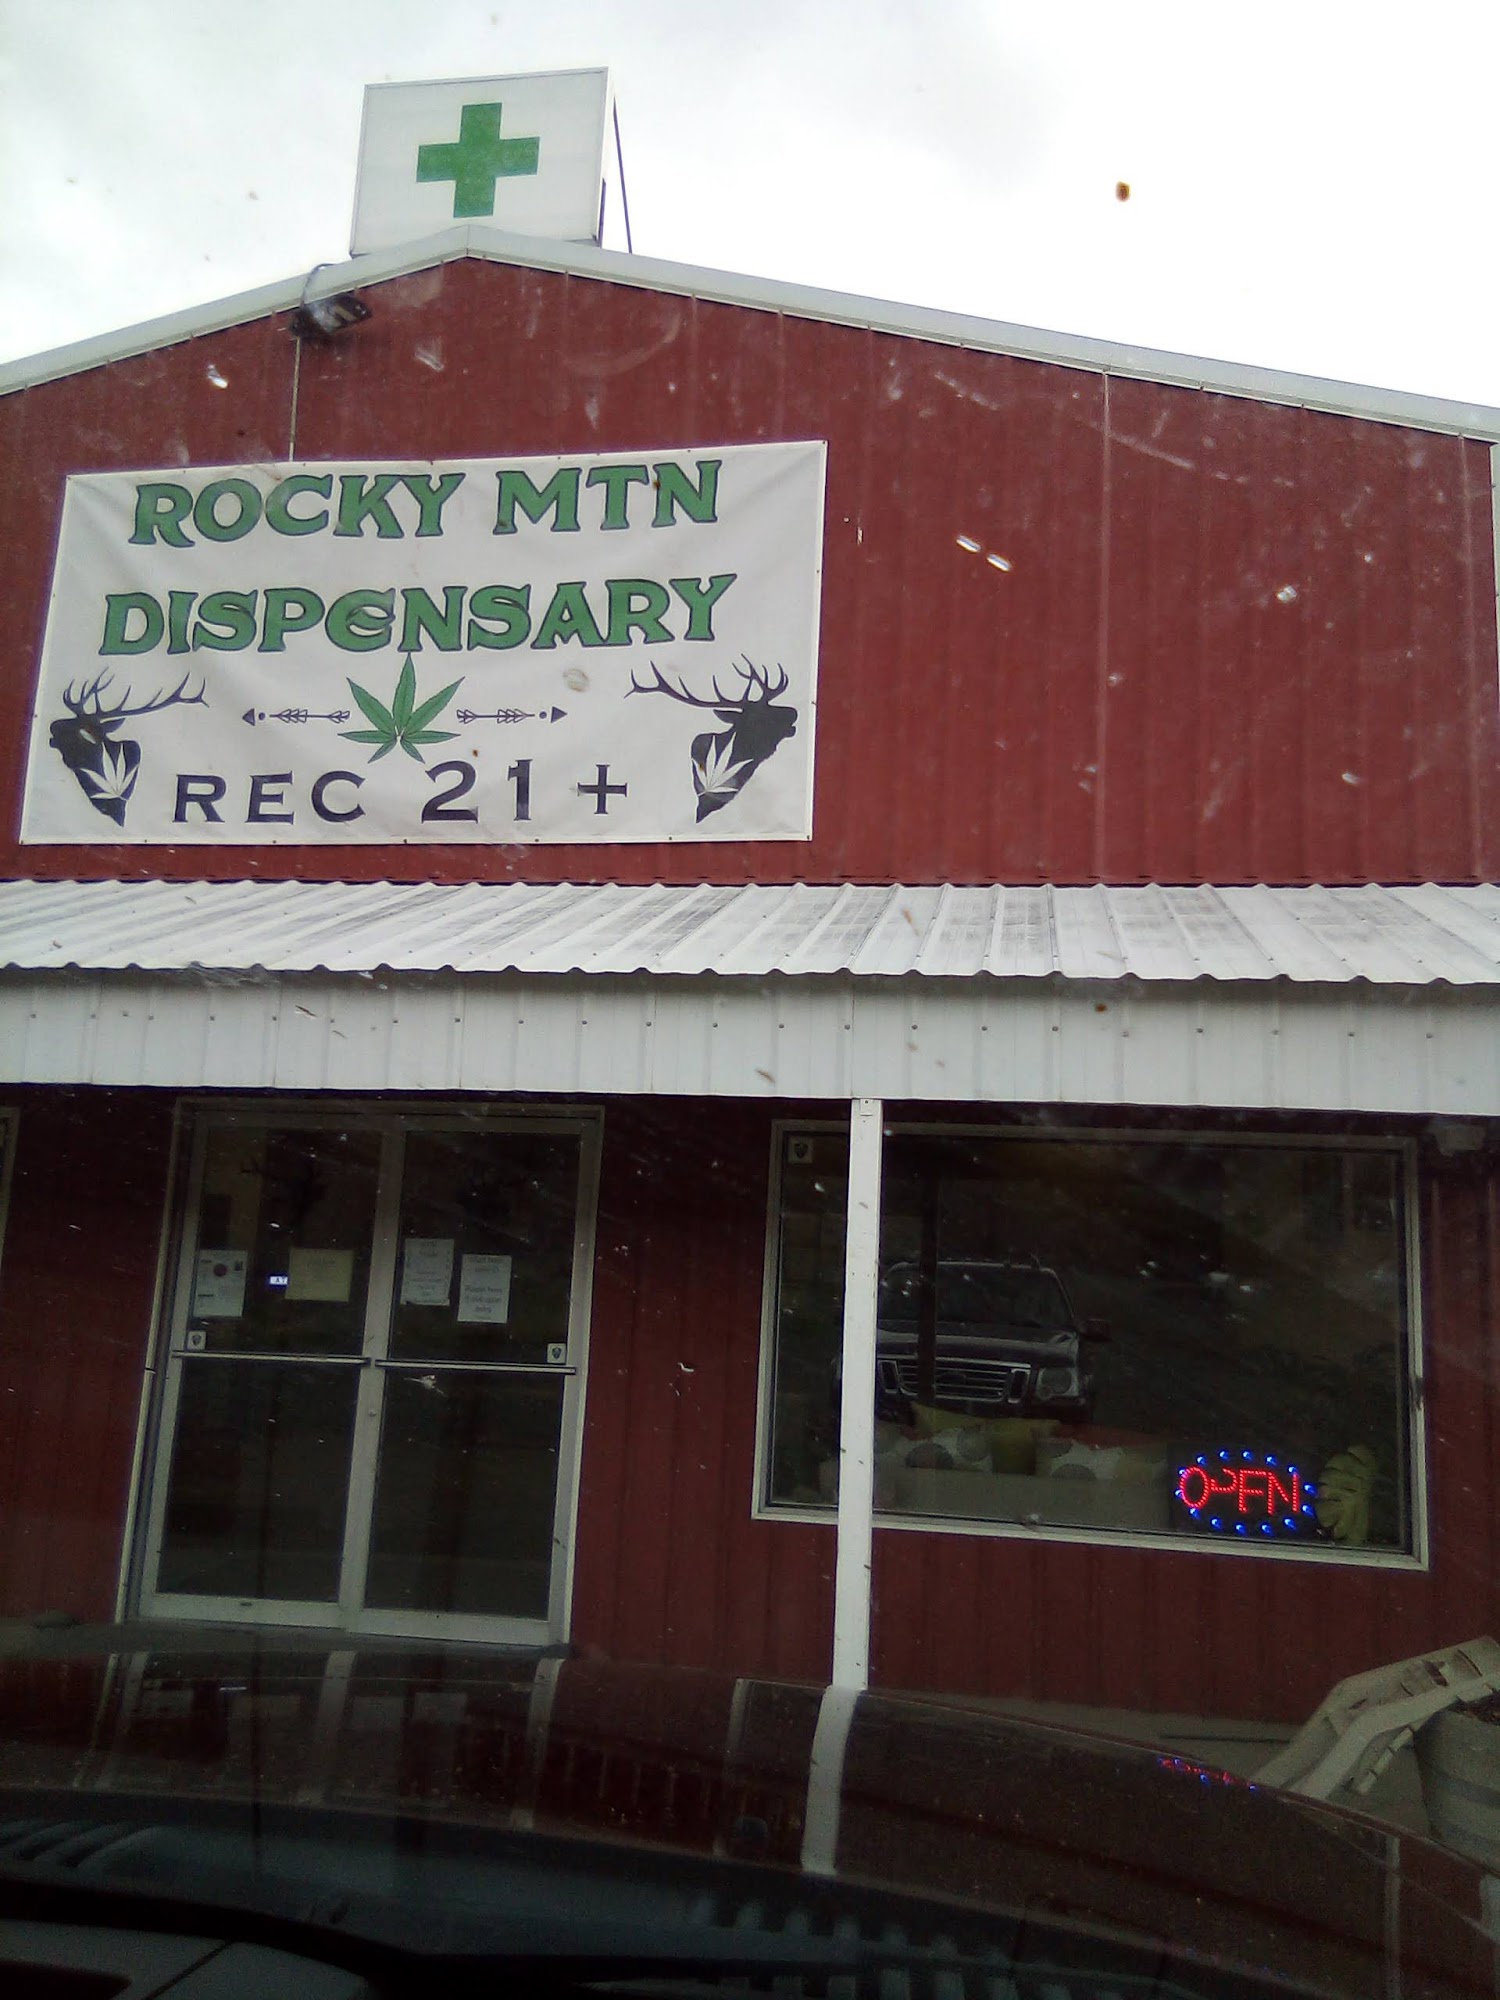 ROCKY MTN
DISPENSARY
REC 21+
OPEN